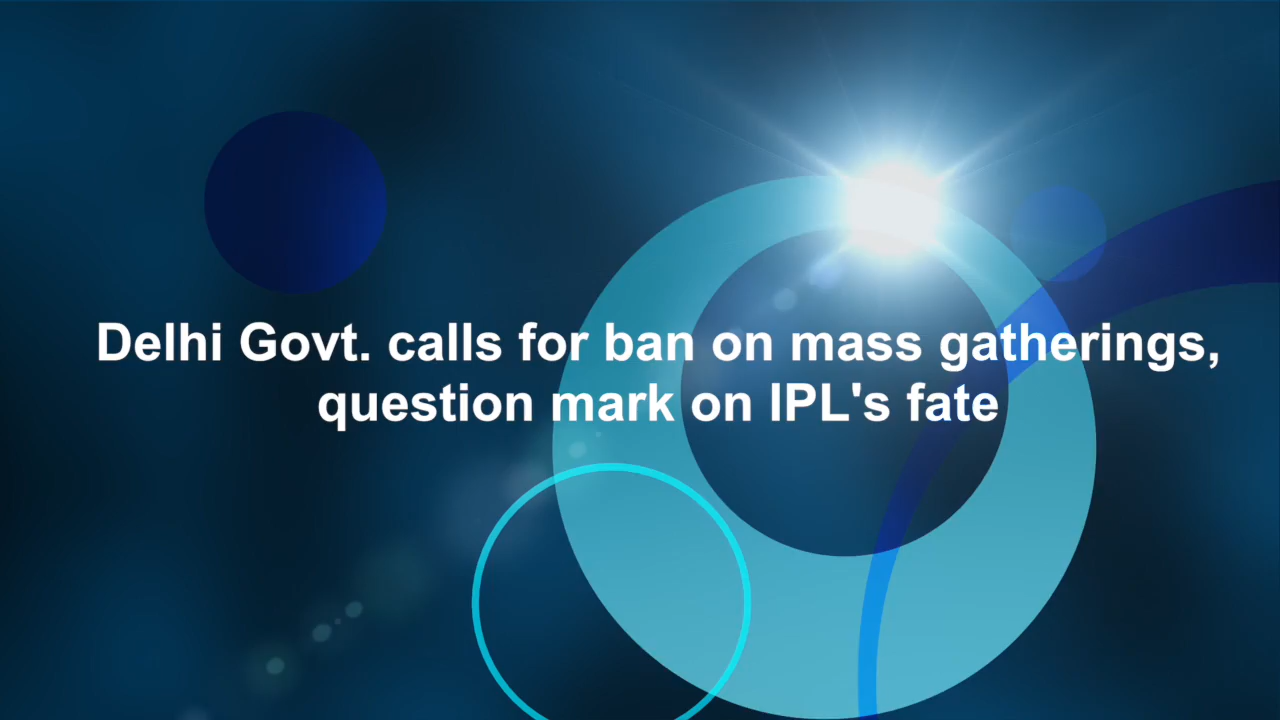 Delhi Govt. calls for ban on mass gatherings,
question mark on IPL's fate